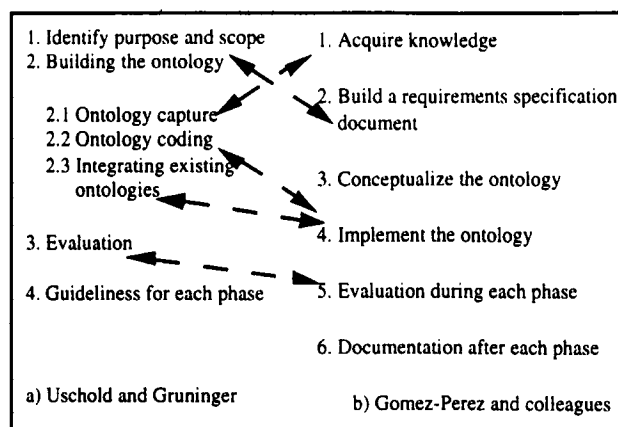 1. Identify purpose and scope
2. Building the ontology
2.1 Ontology capture
2.2 Ontology coding
2.3 Integrating existing
ontologies
3. Evaluation
4. Guideliness for each phase
a) Uschold and Gruninger
1. Acquire knowledge
2. Build a requirements specification
document
3. Conceptualize the ontology
4. Implement the ontology
5. Evaluation during each phase
6. Documentation after each phase
b) Gomez-Perez and colleagues